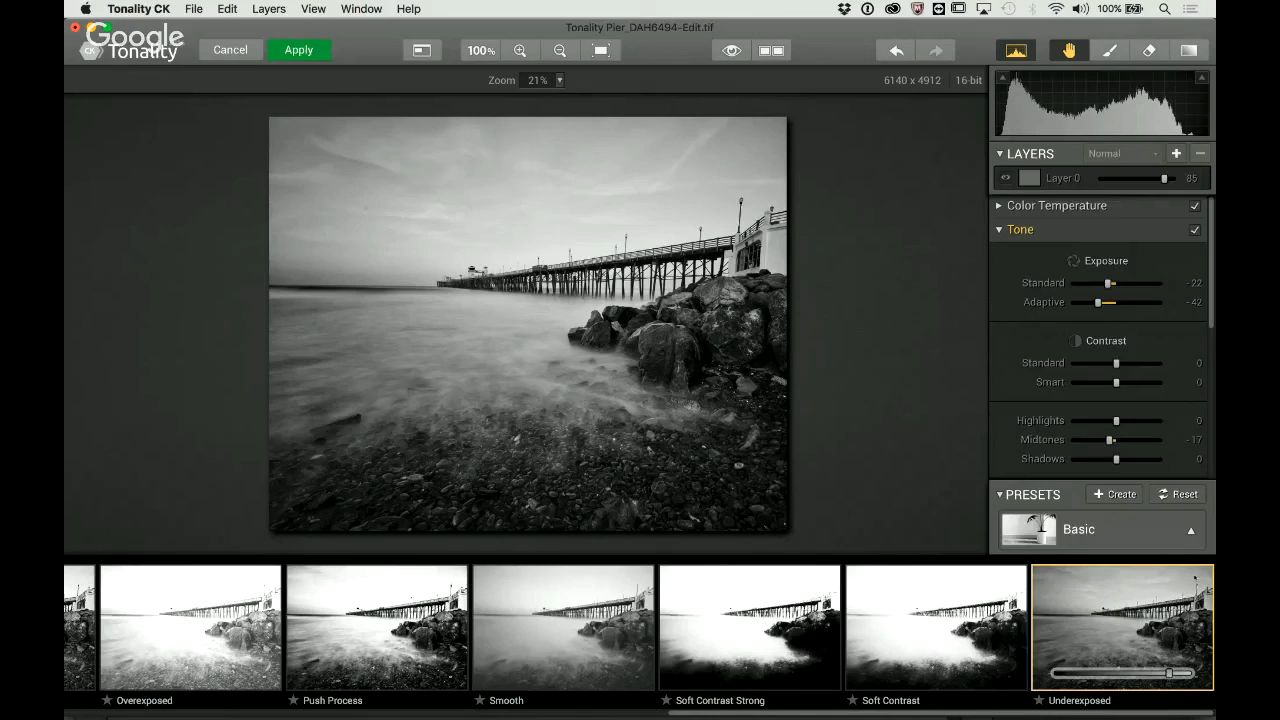 Tonality CK File Edit Layers View Window Help 100%
Tonality Pier_DAH6494-Edit.tif
Google
CK Tonality Cancel Apply 100%
Zoom 21% 6140 x 4912 16-bit
LAYERS Normal
Layer 0 85
Color Temperature
Tone
Exposure
Standard -22
Adaptive -42
Contrast
Standard 0
Smart 0
Highlights 0
Midtones -17
Shadows 0
PRESETS Create Reset
Basic
Overexposed Push Process Smooth Soft Contrast Strong Soft Contrast Underexposed